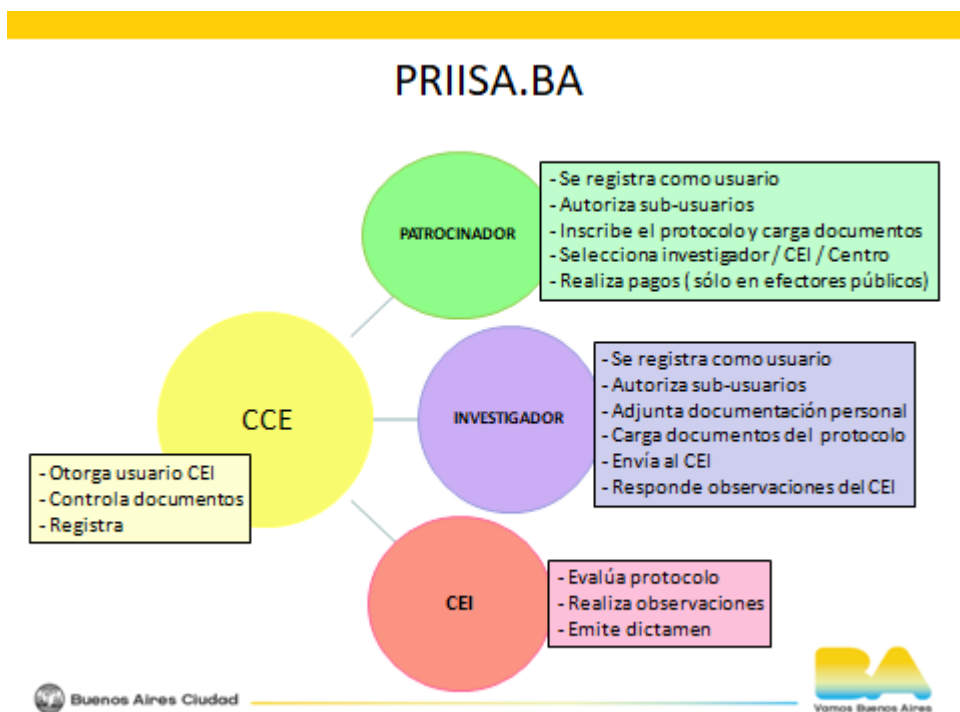 PRIISA.BA
PATROCINADOR
- Se registra como usuario
- Autoriza sub-usuarios
- Inscribe el protocolo y carga documentos
- Selecciona investigador / CEI / Centro
- Realiza pagos ( sólo en efectores públicos)
CCE
- Otorga usuario CEI
- Controla documentos
- Registra
INVESTIGADOR
- Se registra como usuario
- Autoriza sub-usuarios
- Adjunta documentación personal
- Carga documentos del protocolo
- Envía al CEI
- Responde observaciones del CEI
CEI
- Evalúa protocolo
- Realiza observaciones
- Emite dictamen
Buenos Aires Ciudad
BA
Vamos Buenos Aires